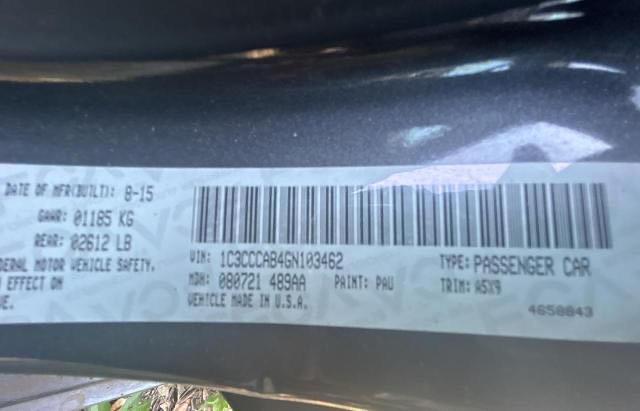 DATE OF MFR(BUILT): 8-15
GAWR: 01185 KG
REAR: 02612 LB
DERAL MOTOR VEHICLE SAFETY,
EFFECT ON
VE.
VIN: 1C3CCCAB4GN103462
TYPE: PASSENGER CAR
MDH: 080721 489AA
PAINT: PAU
TRIM: A5X9
VEHICLE MADE IN U.S.A.
4658843